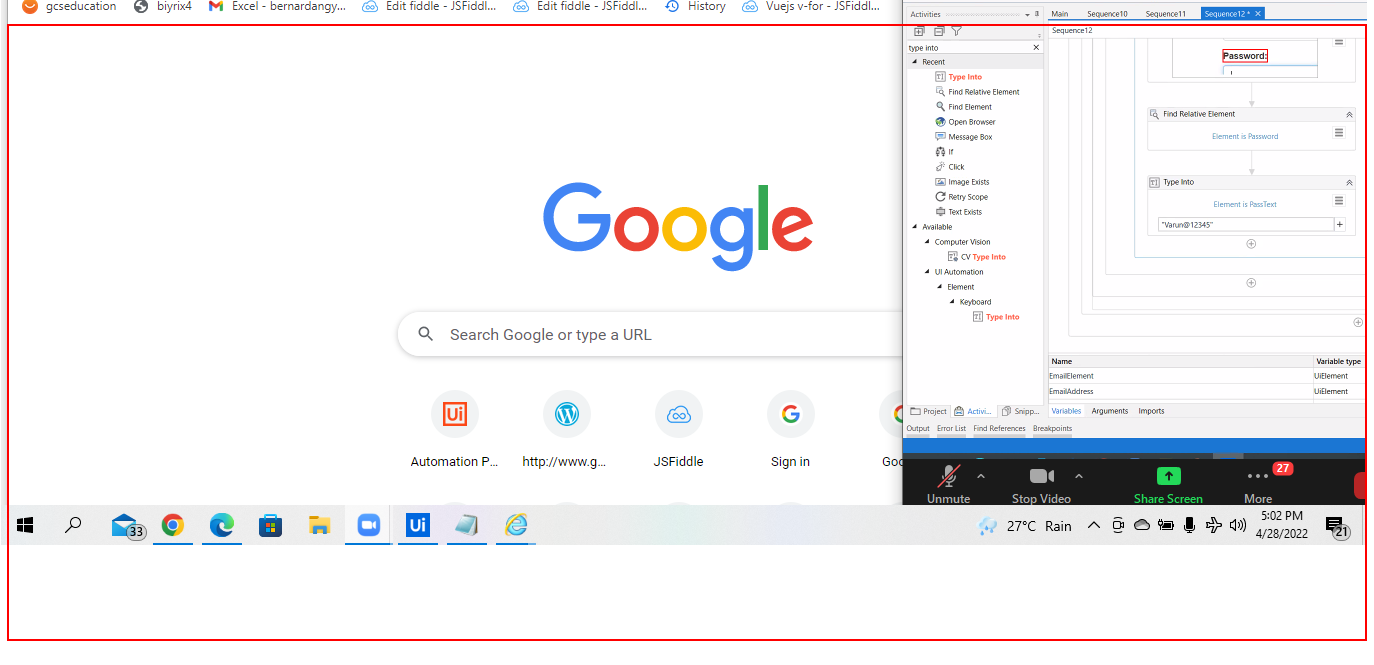 gcseducation
biyrix4
Excel - bernardangy...
Edit fiddle - JSFiddl...
Edit fiddle - JSFiddl...
History
Vuejs v-for - JSFiddl...
Google
Search Google or type a URL
Ui
Automation P...
http://www.g...
JSFiddle
Sign in
Goo
Activities
type into
Recent
Type Into
Find Relative Element
Find Element
Open Browser
Message Box
If
Click
Image Exists
Retry Scope
Text Exists
Available
Computer Vision
CV Type Into
UI Automation
Element
Keyboard
Type Into
Project
Activi...
Snipp...
Main
Sequence10
Sequence11
Sequence12 *
Sequence12
Password:
Find Relative Element
Element is Password
Type Into
Element is PassText
"Varun@12345"
Name
Variable type
EmailElement
UiElement
EmailAddress
UiElement
Variables
Arguments
Imports
Output
Error List
Find References
Breakpoints
Unmute
Stop Video
Share Screen
27
More
33
Ui
27°C Rain
5:02 PM
4/28/2022
21